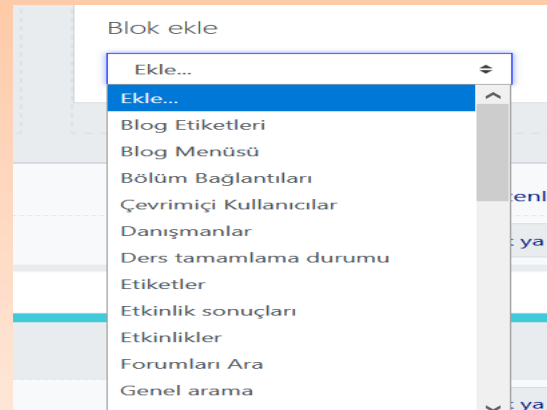 Blok ekle
Ekle...
Ekle...
Blog Etiketleri
Blog Menüsü
Bölüm Bağlantıları
Çevrimiçi Kullanıcılar
Danışmanlar
Ders tamamlama durumu
Etiketler
Etkinlik sonuçları
Etkinlikler
Forumları Ara
Genel arama